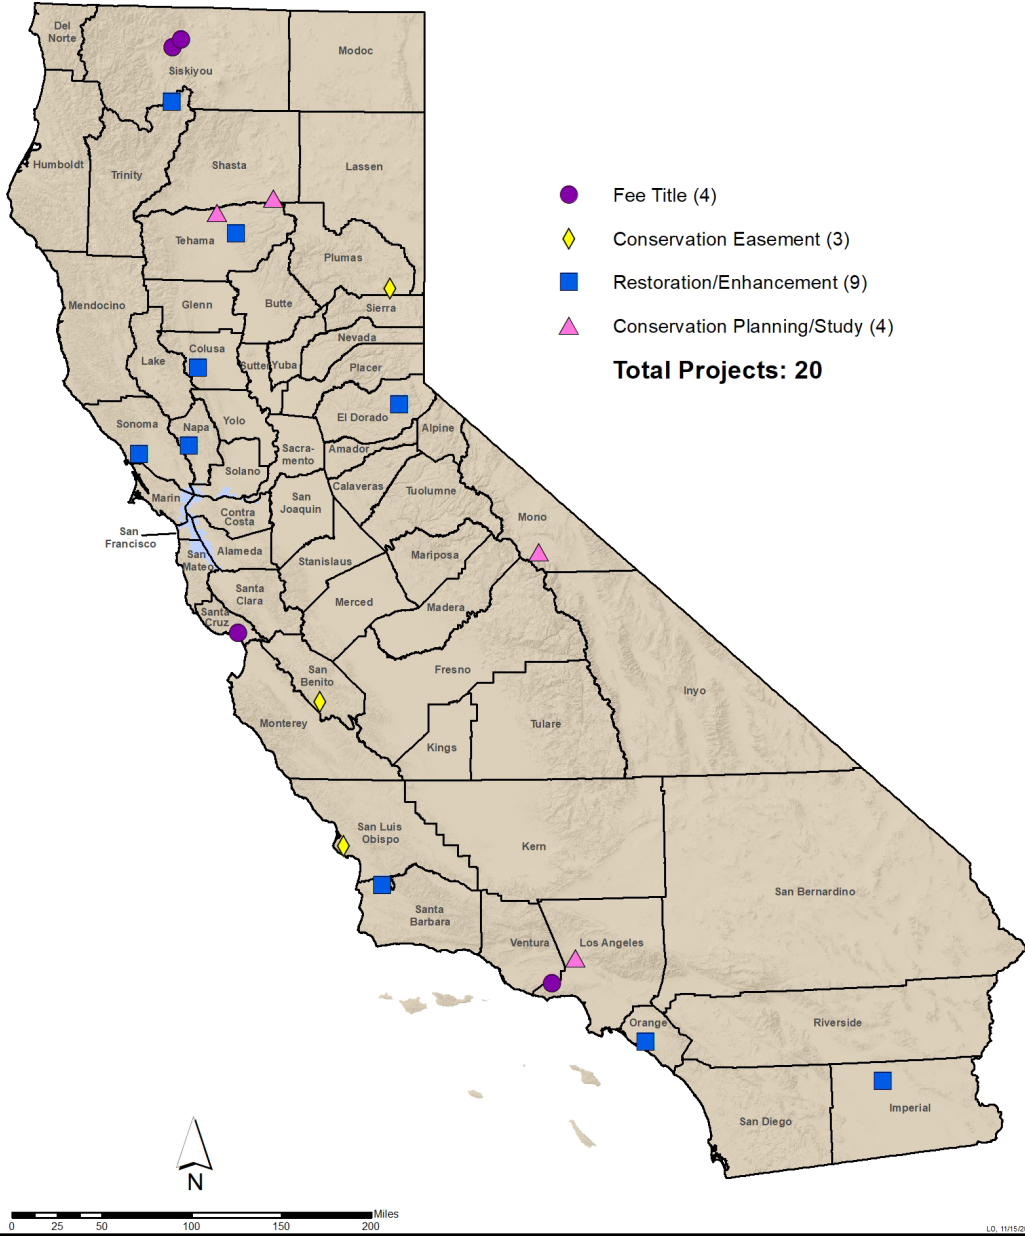 Del
Norte
Modoc
Siskiyou
Humboldt
Trinity
Shasta
Lassen
Fee Title (4)
Conservation Easement (3)
Restoration/Enhancement (9)
Conservation Planning/Study (4)
Total Projects: 20
Tehama
Plumas
Mendocino
Glenn
Butte
Sierra
Nevada
Lake
Colusa
Sutter
Yuba
Placer
Sonoma
Napa
Yolo
El Dorado
Alpine
Sacra-
mento
Amador
Solano
Calaveras
Tuolumne
Marin
Contra
Costa
San
Joaquin
Mono
San
Francisco
San
Mateo
Alameda
Stanislaus
Mariposa
Santa
Clara
Santa
Cruz
Merced
Madera
San
Benito
Fresno
Inyo
Monterey
Kings
Tulare
San Luis
Obispo
Kern
San Bernardino
Santa
Barbara
Ventura
Los Angeles
Orange
Riverside
San Diego
Imperial
N
Miles
0 25 50 100 150 200